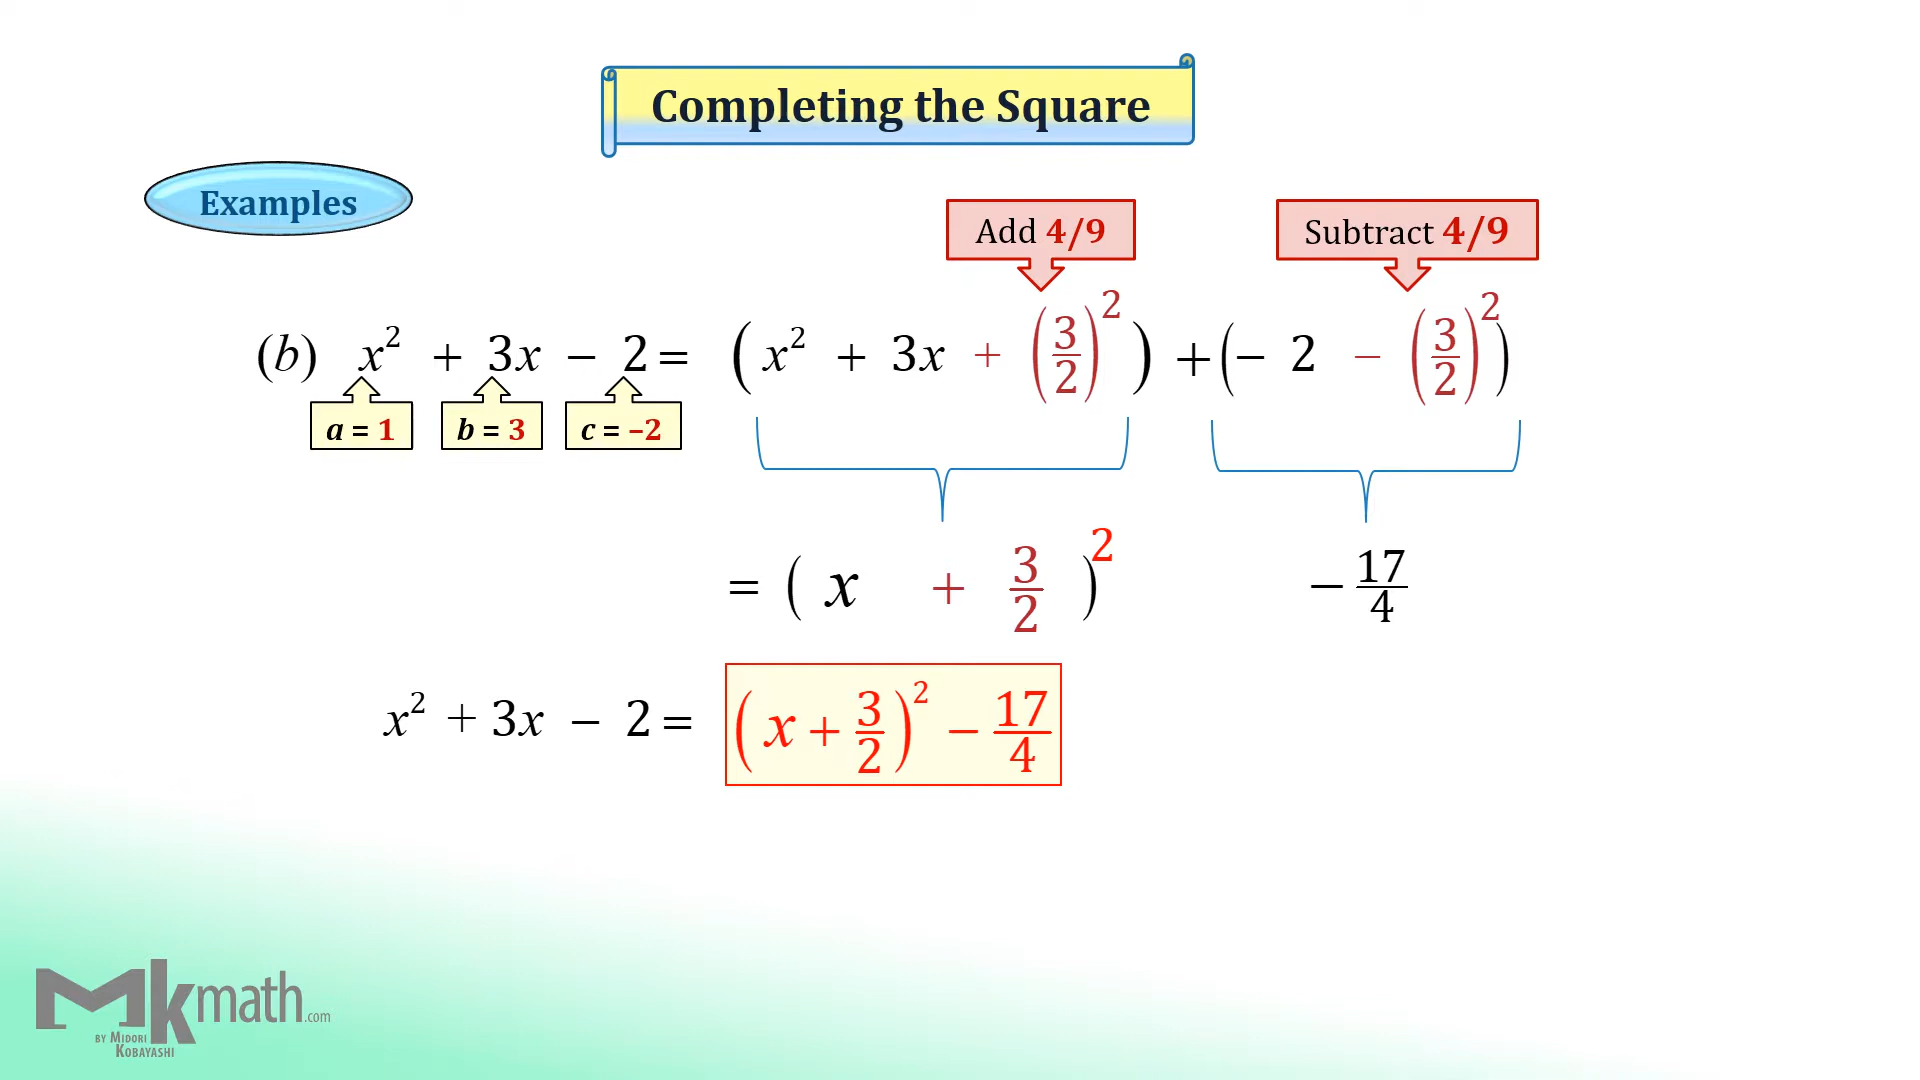 Completing the Square
Examples
Add 4/9
Subtract 4/9
(b) x² + 3x − 2 = (x² + 3x + (3/2)²) + (− 2 − (3/2)²)
a = 1
b = 3
c = −2
= (x + 3/2)² − 17/4
x² + 3x − 2 = (x + 3/2)² − 17/4
Mkmath.com
BY MIDORI
KOBAYASHI